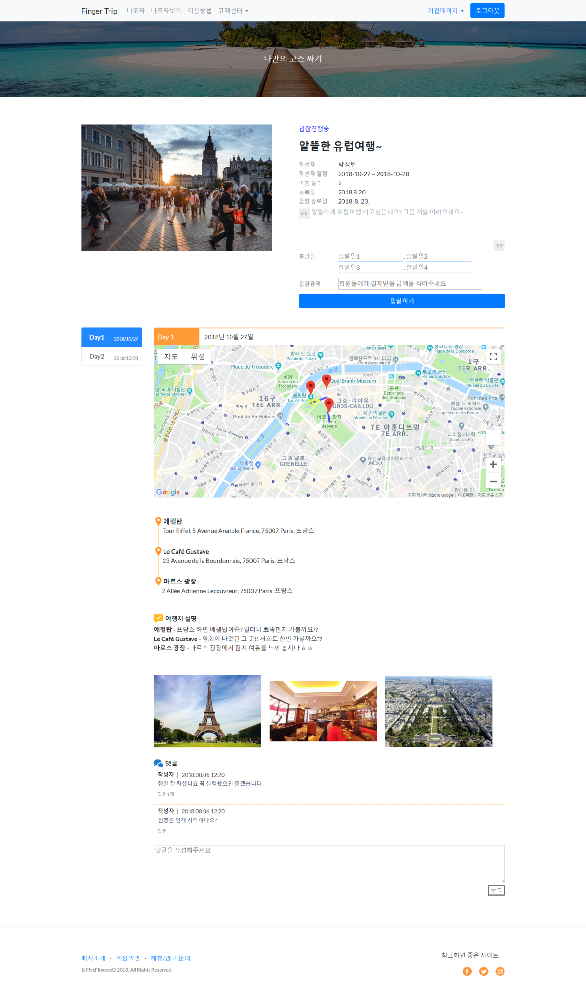 Finger Trip 나코짜 나코짜보기 이용방법 고객센터 기업페이지 로그아웃
나만의 코스 짜기
입찰진행중
알뜰한 유럽여행~
작성자 박성빈
작성자 일정 2018-10-27 ~ 2018-10-28
여행 일수 2
등록일 2018.8.20
입찰 종료일 2018. 8. 23.
알뜰하게 유럽여행 하고싶은세요? 그럼 저를 따라오세요~
출발일 출발일1 , 출발일2
출발일3 , 출발일4
입찰금액 회원들에게 결제받을 금액을 적어주세요
입찰하기
Day1 2018/10/27
Day2 2018/10/28
Day 1 2018년 10월 27일
지도 위성
Grand Palais
콩코르드 광장
Place de la Concorde
팔레 드 도쿄
Palais de Tokyo
알렉상드르 3세 다리
Pont Alexandre III
1구
1ER ARR.
Place du Trocadero
공원
Jardins du
Trocadéro
센 강
부르봉 궁전
Palais Bourbon
루브르 박물관
Musée du Louvre
Quai Branly Museum
모네 미술관
Marmottan Monet
에펠탑
Tour Eiffel
16구
16E ARR.
공원
Esplanade
des Invalides
그호-꺄이우
GROS-CAILLOU
Pont des Arts
에콜 데 보자르
l'École nationale
supérieure des Beaux...
Pont de Bir-Hakeim
마르스 광장
Champ
de Mars
육군 박물관
Musée de l'Armée
7E 아홍디쓰멍
7E ARR.
파리정치대학
Sciences Po
Rue du Ranelagh
센 강
그흐넬르
GRENELLE
유엔교육과학문화기구
UNESCO
백화점
Beaugrenelle
팡테옹
Google
지도 데이터 ©2018 Google 이용약관 지도 오류 신고
에펠탑
Tour Eiffel, 5 Avenue Anatole France, 75007 Paris, 프랑스
Le Café Gustave
23 Avenue de la Bourdonnais, 75007 Paris, 프랑스
마르스 광장
2 Allée Adrienne Lecouvreur, 75007 Paris, 프랑스
여행지 설명
에펠탑 - 프랑스 하면 에펠탑이쥬? 얼마나 뾰족한지 가볼까요??
Le Café Gustave - 영화에 나왔던 그 곳!! 저희도 한번 가볼까요??
마르스 광장 - 마르스 광장에서 잠시 여유를 느껴 봅시다 ㅎㅎ
댓글
작성자 | 2018.08.06 12:20
정말 잘 짜셨네요 꼭 실행됐으면 좋겠습니다
답글 1개
작성자 | 2018.08.06 12:20
진행은 언제 시작하나요?
답글
댓글을 작성해주세요
등록
회사소개 · 이용약관 · 제휴/광고 문의
참고하면 좋은 사이트
© FiveFingers:D 2018. All Rights Reserved.